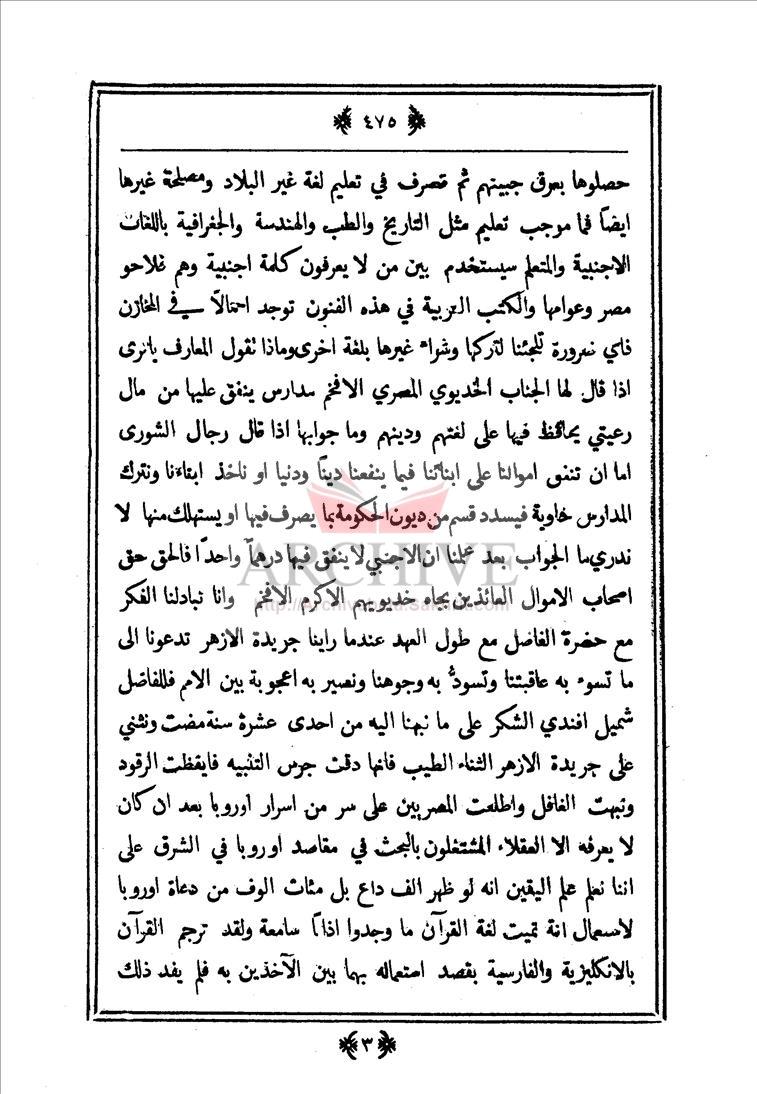 ٤٧٥
حصلوها بعرق جبينهم ثم تصرف في تعليم لغة غير البلاد ومصلحة غيرها
ايضاً فما موجب تعليم مثل التاريخ والطب والهندسة والجغرافية باللغات
الاجنبية والمتعلم سيستخدم بين من لا يعرفون كلمة اجنبية وهم فلاحو
مصر وعوامها والكتب العربية في هذه الفنون توجد احتمالاً في المخازن
فاي ضرورة تلجئنا لتركها وشراء غيرها بلغة اخرى وماذا تقول المعارف ياترى
اذا قال لها الجناب الخديوي المصري الافخم مدارس ينفق عليها من مال
رعيتي يحافظ فيها على لغتهم ودينهم وما جوابها اذا قال رجال الشورى
اما ان تنفق اموالنا على ابنائنا فيما ينفعنا ديناً ودنيا او ناخذ ابناءنا ونترك
المدارس خاوية فيسدد قسم من ديون الحكومة بما يصرف فيها او يستهلك منها لا
ندري ما الجواب بعد علمنا ان الاجنبي لا ينفق فيها درهماً واحداً فالحق حق
اصحاب الاموال العائذين بجاه خديويهم الاكرم الافخم وانا تبادلنا الفكر
مع حضرة الفاضل مع طول العهد عندما راينا جريدة الازهر تدعونا الى
ما تسوء به عاقبتنا وتسودُّ به وجوهنا ونصير به اعجوبة بين الامم فللفاضل
شميل افندي الشكر على ما نبهنا اليه من احدى عشرة سنة مضت ونثني
على جريدة الازهر الثناء الطيب فانها دقت جرس التنبيه فايقظت الرقود
ونبهت الغافل واطلعت المصريين على سر من اسرار اوروبا بعد ان كان
لا يعرفه الا العقلاء المشتغلون بالبحث في مقاصد اوروبا في الشرق على
اننا نعلم علم اليقين انه لو ظهر الف داع بل مئات الوف من دعاة اوروبا
لاستعمال لغة تميت لغة القرآن ما وجدوا اذاناً سامعة ولقد ترجم القرآن
بالانكليزية والفارسية بقصد استعماله بهما بين الآخذين به فلم يفد ذلك
٣
ARCHIVE